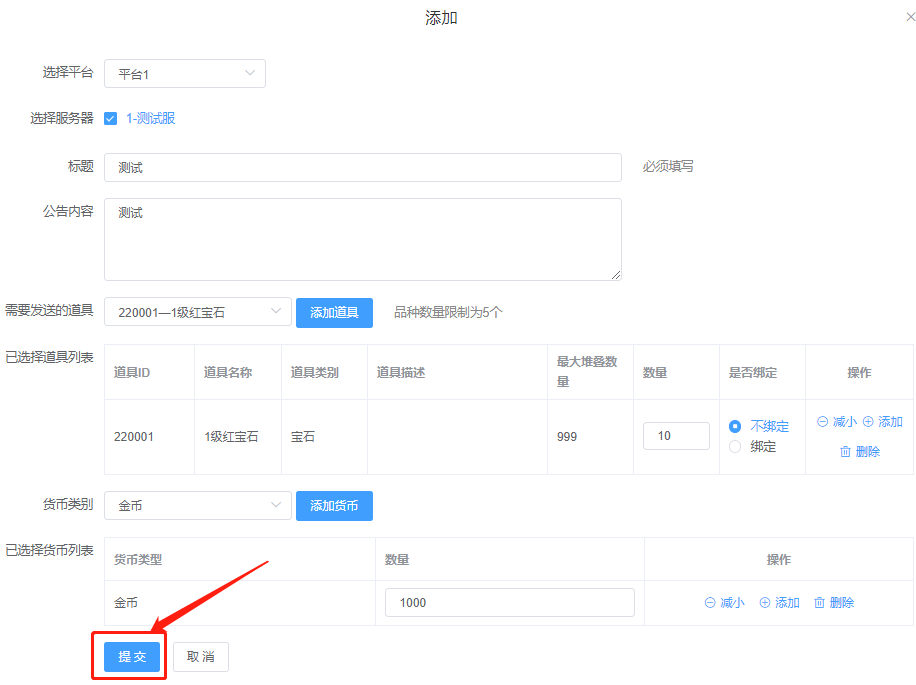 添加
选择平台 平台1
选择服务器 1-测试服
标题 测试 必须填写
公告内容 测试
需要发送的道具 220001—1级红宝石 添加道具 品种数量限制为5个
已选择道具列表
道具ID 道具名称 道具类别 道具描述 最大堆叠数量 数量 是否绑定 操作
220001 1级红宝石 宝石 999 10 不绑定 减小 添加
绑定 删除
货币类别 金币 添加货币
已选择货币列表
货币类型 数量 操作
金币 1000 减小 添加 删除
提交 取消